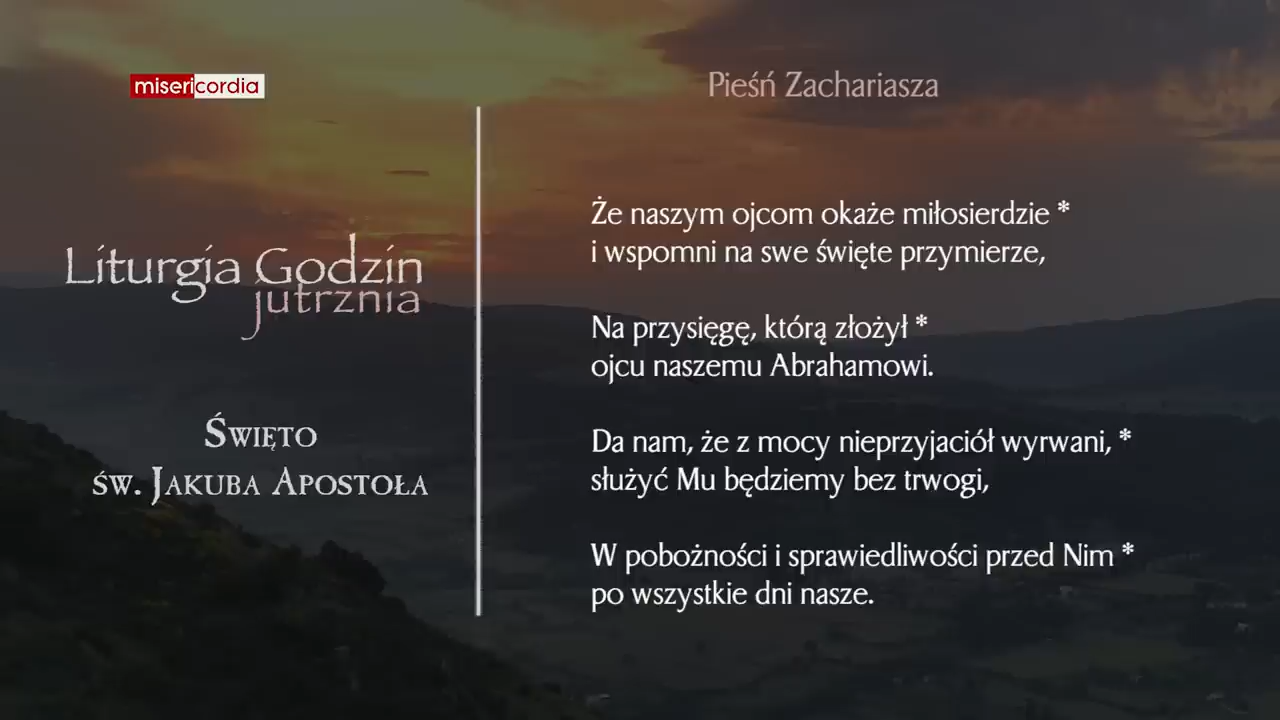 misericordia
Liturgia Godzin
jutrznia
Święto
św. Jakuba Apostoła
Pieśń Zachariasza
Że naszym ojcom okaże miłosierdzie *
i wspomni na swe święte przymierze,
Na przysięgę, którą złożył *
ojcu naszemu Abrahamowi.
Da nam, że z mocy nieprzyjaciół wyrwani, *
służyć Mu będziemy bez trwogi,
W pobożności i sprawiedliwości przed Nim *
po wszystkie dni nasze.